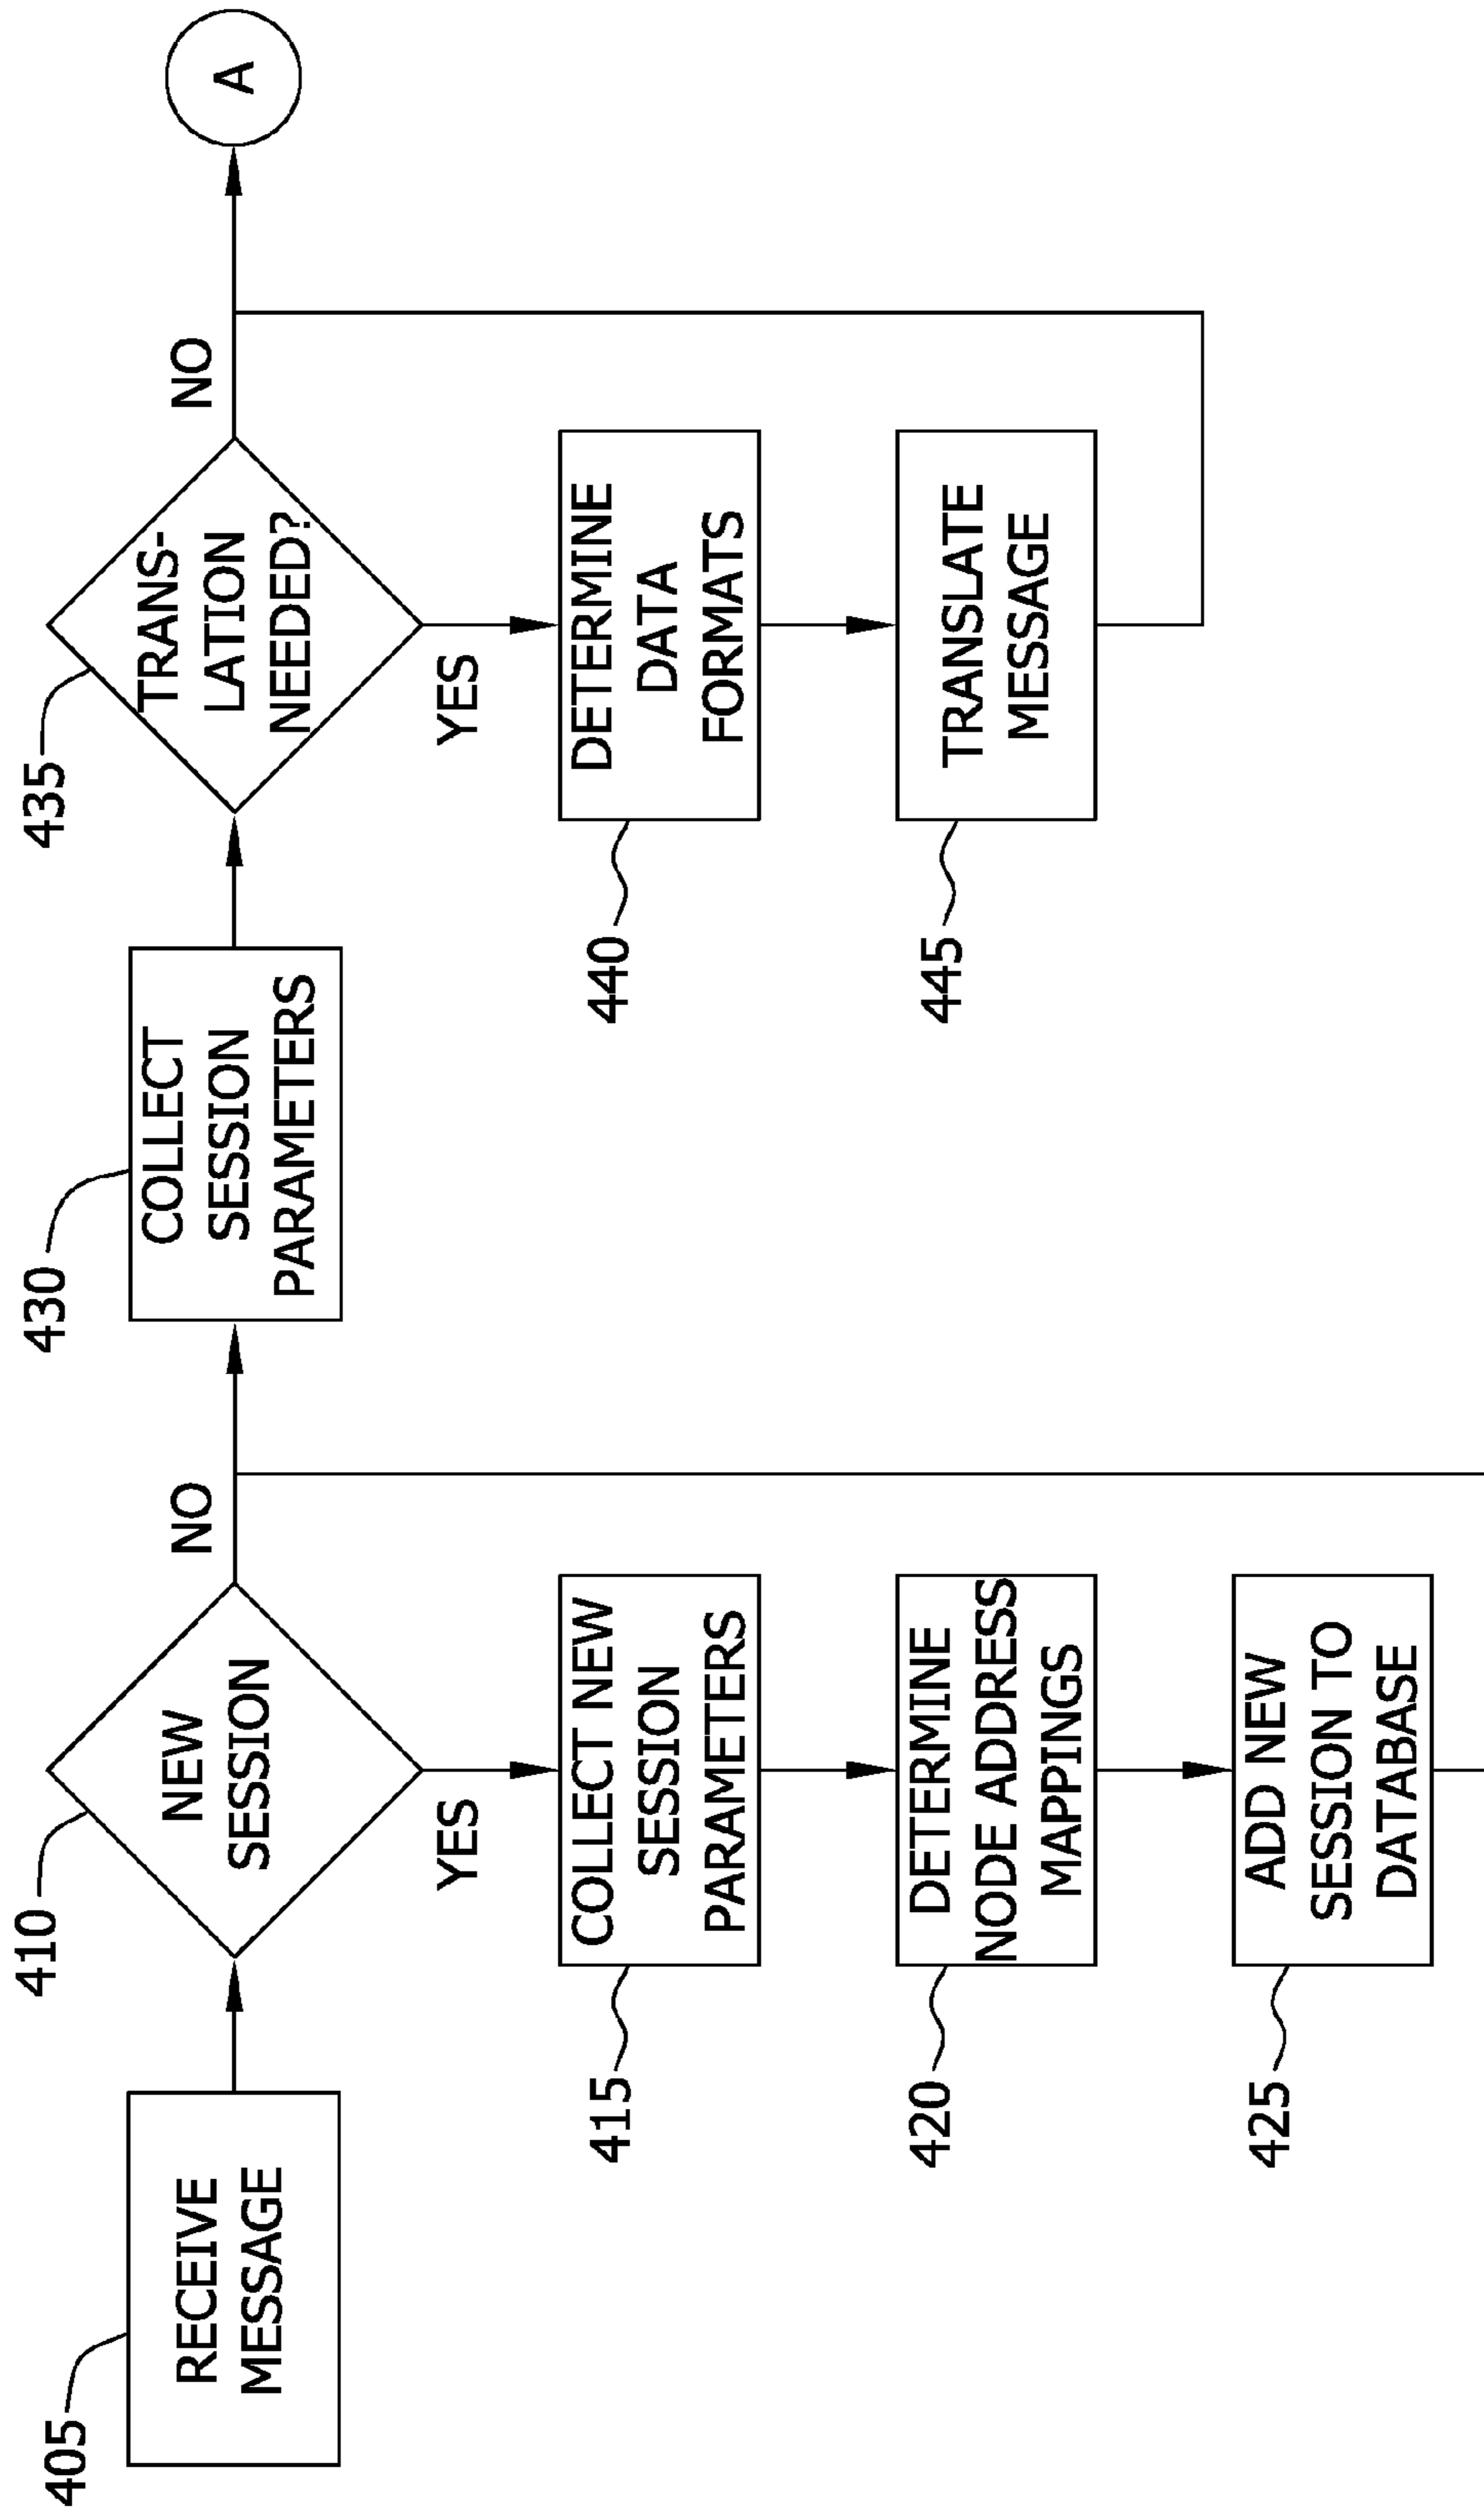 405
RECEIVE
MESSAGE
410
NEW
SESSION
NO
YES
415
COLLECT NEW
SESSION
PARAMETERS
420
DETERMINE
NODE ADDRESS
MAPPINGS
425
ADD NEW
SESSION TO
DATABASE
430
COLLECT
SESSION
PARAMETERS
435
TRANS-
LATION
NEEDED?
NO
YES
440
DETERMINE
DATA
FORMATS
445
TRANSLATE
MESSAGE
A